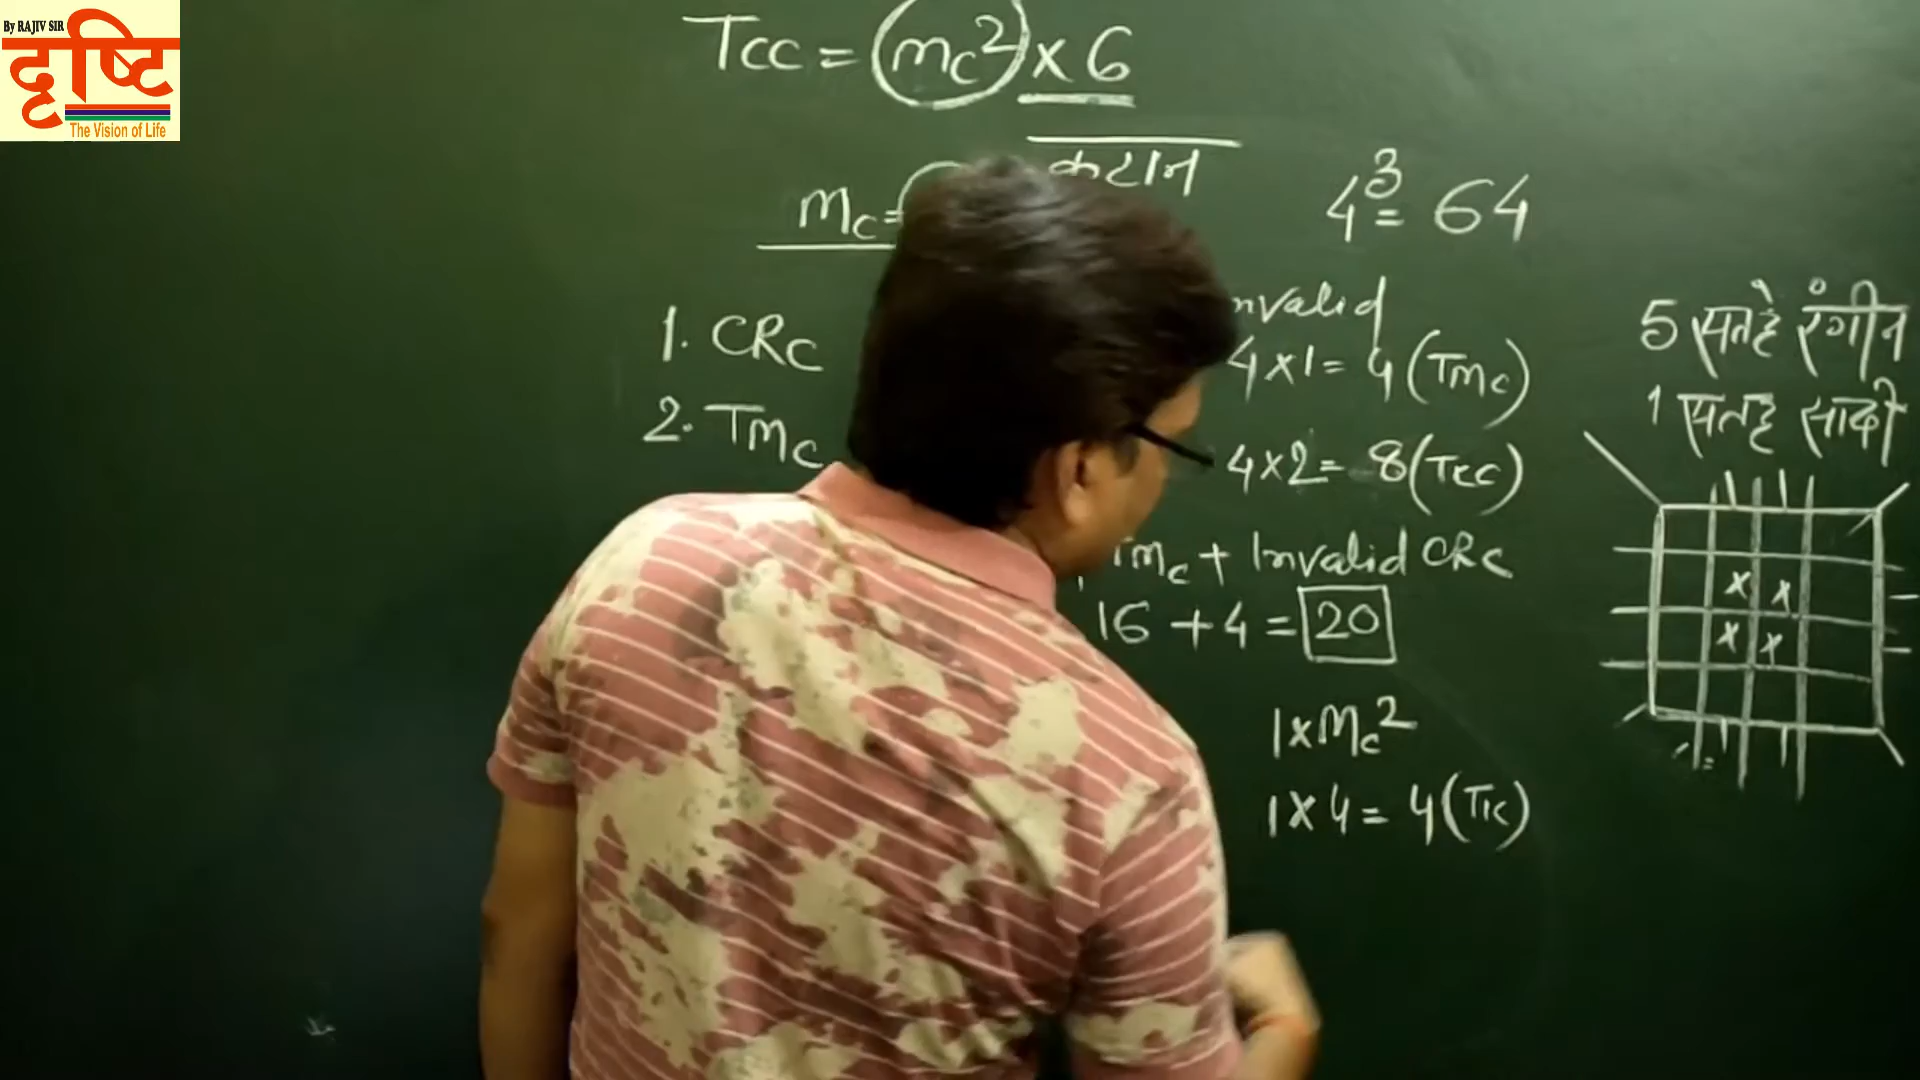 By RAJIV SIR
दृष्टि
The Vision of Life
Tcc = mc² × 6
कटान
mc =
4³ = 64
1. CRc
2. Tmc
Invalid
4×1 = 4 (Tmc)
4×2 = 8 (Tcc)
Tmc + Invalid CRc
16 + 4 = 20
1×Mc²
1×4 = 4 (Tic)
5 सतहे रंगीन
1 सतह सादी
x x
x x